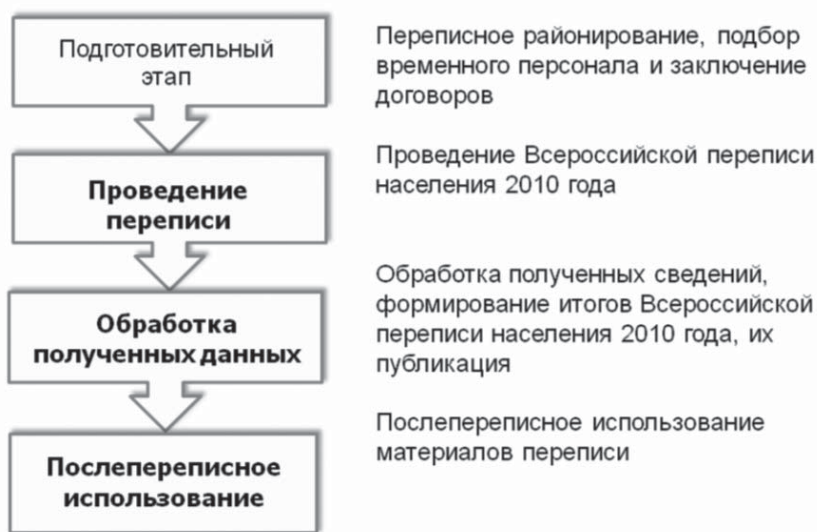 Подготовительный
этап
Переписное районирование, подбор
временного персонала и заключение
договоров
Проведение
переписи
Проведение Всероссийской переписи
населения 2010 года
Обработка
полученных данных
Обработка полученных сведений,
формирование итогов Всероссийской
переписи населения 2010 года, их
публикация
Послепереписное
использование
Послепереписное использование
материалов переписи